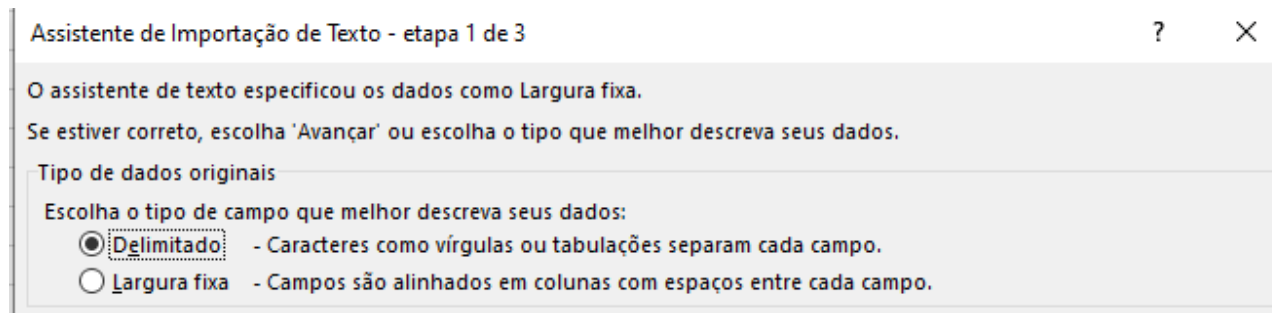 Assistente de Importação de Texto - etapa 1 de 3 ?
O assistente de texto especificou os dados como Largura fixa.
Se estiver correto, escolha 'Avançar' ou escolha o tipo que melhor descreva seus dados.
Tipo de dados originais
Escolha o tipo de campo que melhor descreva seus dados:
Delimitado - Caracteres como vírgulas ou tabulações separam cada campo.
Largura fixa - Campos são alinhados em colunas com espaços entre cada campo.